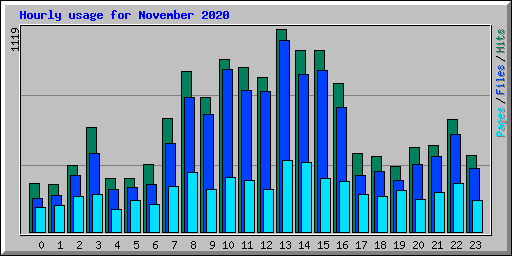 Hourly usage for November 2020
1119
Pages/Files/Hits
0 1 2 3 4 5 6 7 8 9 10 11 12 13 14 15 16 17 18 19 20 21 22 23